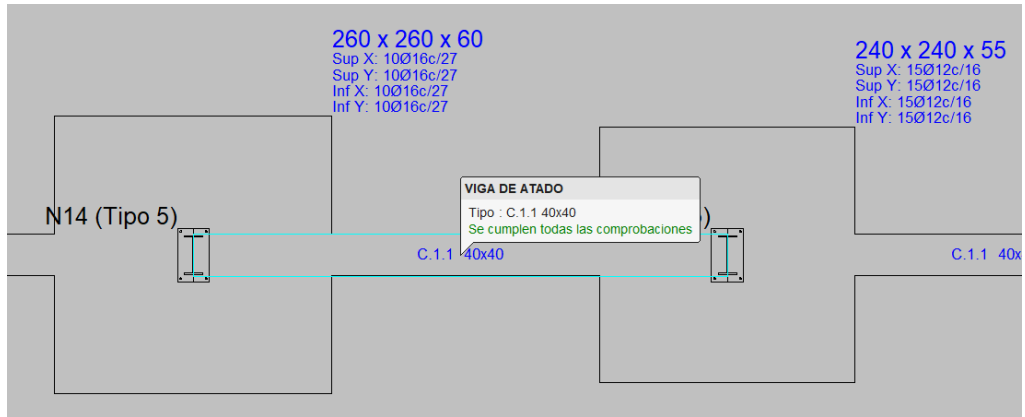 260 x 260 x 60
Sup X: 10Ø16c/27
Sup Y: 10Ø16c/27
Inf X: 10Ø16c/27
Inf Y: 10Ø16c/27
240 x 240 x 55
Sup X: 15Ø12c/16
Sup Y: 15Ø12c/16
Inf X: 15Ø12c/16
Inf Y: 15Ø12c/16
N14 (Tipo 5)
VIGA DE ATADO
Tipo : C.1.1 40x40
Se cumplen todas las comprobaciones
)
C.1.1 40x40
C.1.1 40x